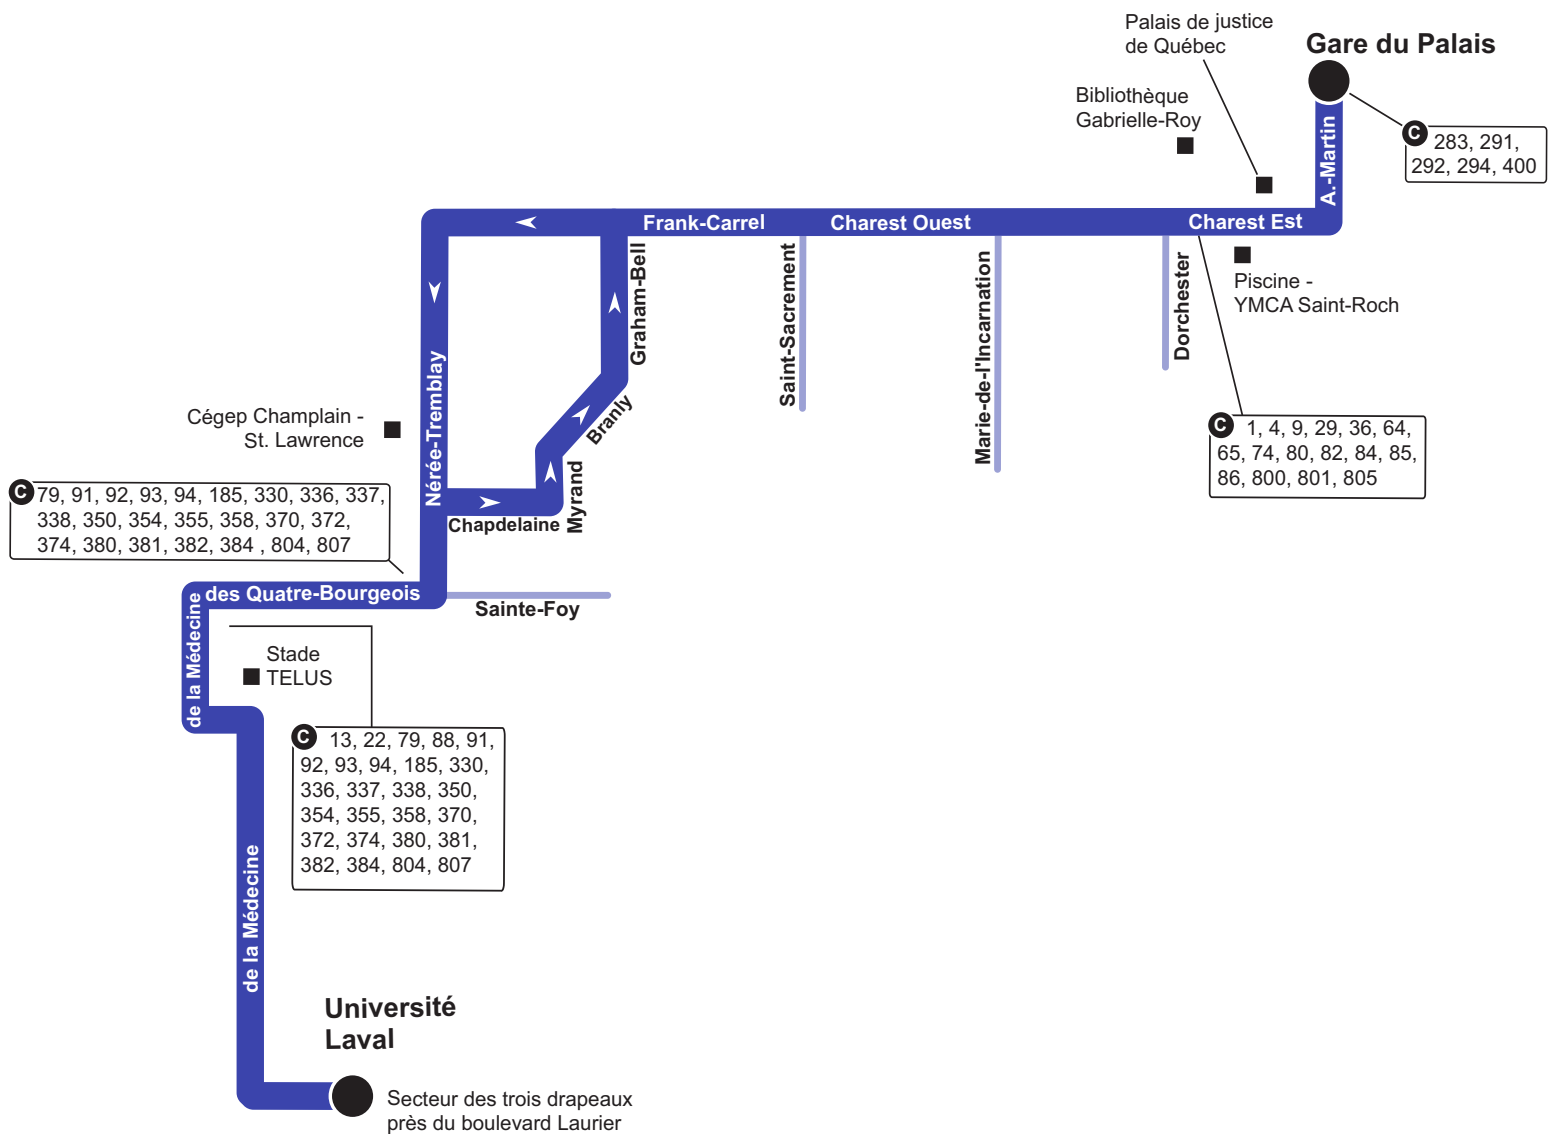 Palais de justice
de Québec
Gare du Palais
Bibliothèque
Gabrielle-Roy
A.-Martin
C 283, 291,
292, 294, 400
Frank-Carrel
Charest Ouest
Charest Est
Graham-Bell
Saint-Sacrement
Marie-de-l'Incarnation
Dorchester
Piscine -
YMCA Saint-Roch
Nérée-Tremblay
Branly
Cégep Champlain -
St. Lawrence
C 1, 4, 9, 29, 36, 64,
65, 74, 80, 82, 84, 85,
86, 800, 801, 805
Myrand
Chapdelaine
C 79, 91, 92, 93, 94, 185, 330, 336, 337,
338, 350, 354, 355, 358, 370, 372,
374, 380, 381, 382, 384 , 804, 807
des Quatre-Bourgeois
Sainte-Foy
de la Médecine
Stade
TELUS
C 13, 22, 79, 88, 91,
92, 93, 94, 185, 330,
336, 337, 338, 350,
354, 355, 358, 370,
372, 374, 380, 381,
382, 384, 804, 807
de la Médecine
Université
Laval
Secteur des trois drapeaux
près du boulevard Laurier